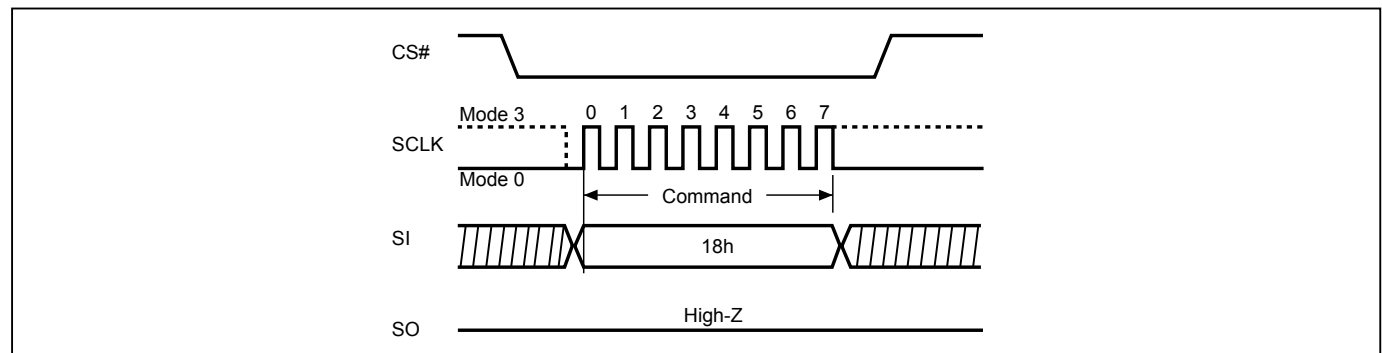 CS#
Mode 3 0 1 2 3 4 5 6 7
SCLK
Mode 0
Command
SI 18h
High-Z
SO